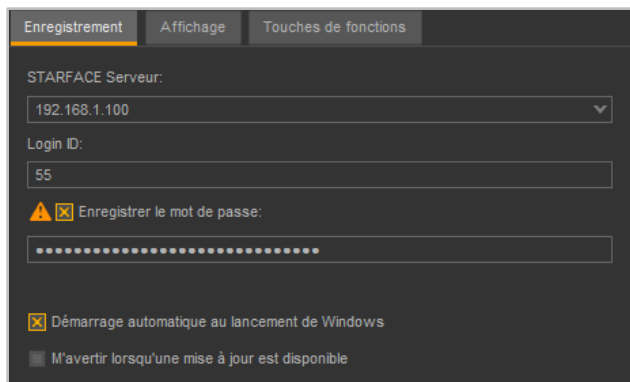 Enregistrement Affichage Touches de fonctions
STARFACE Serveur:
192.168.1.100
Login ID:
55
Enregistrer le mot de passe:
••••••••••••••••••••••••••••••
Démarrage automatique au lancement de Windows
M'avertir lorsqu'une mise à jour est disponible